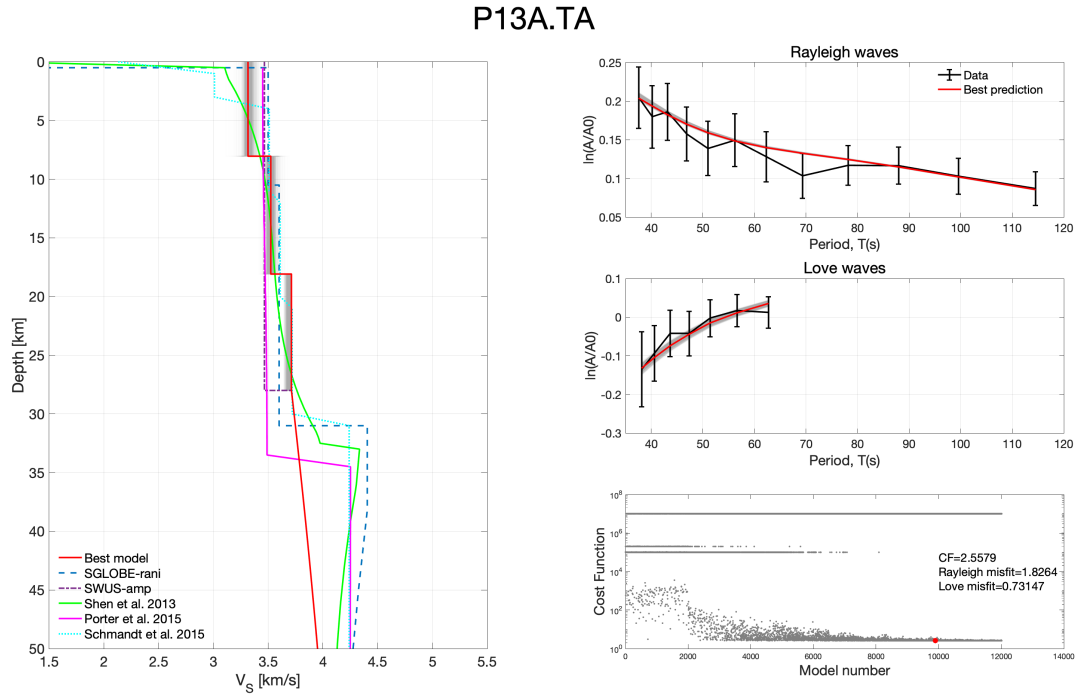 P13A.TA
0
5
10
15
20
25
30
35
40
45
50
Depth [km]
Best model
SGLOBE-rani
SWUS-amp
Shen et al. 2013
Porter et al. 2015
Schmandt et al. 2015
1.5 2 2.5 3 3.5 4 4.5 5 5.5
VS [km/s]
Rayleigh waves
0.25
0.2
0.15
0.1
0.05
ln(A/A0)
Data
Best prediction
40 50 60 70 80 90 100 110 120
Period, T(s)
Love waves
0.1
0
-0.1
-0.2
-0.3
ln(A/A0)
40 50 60 70 80 90 100 110 120
Period, T(s)
10^8
10^6
10^4
10^2
10^0
Cost Function
CF=2.5579
Rayleigh misfit=1.8264
Love misfit=0.73147
0 2000 4000 6000 8000 10000 12000 14000
Model number